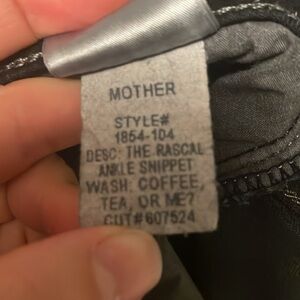 MOTHER
STYLE#
1854-104
DESC: THE RASCAL
ANKLE SNIPPET
WASH: COFFEE,
TEA, OR ME?
CUT#607524